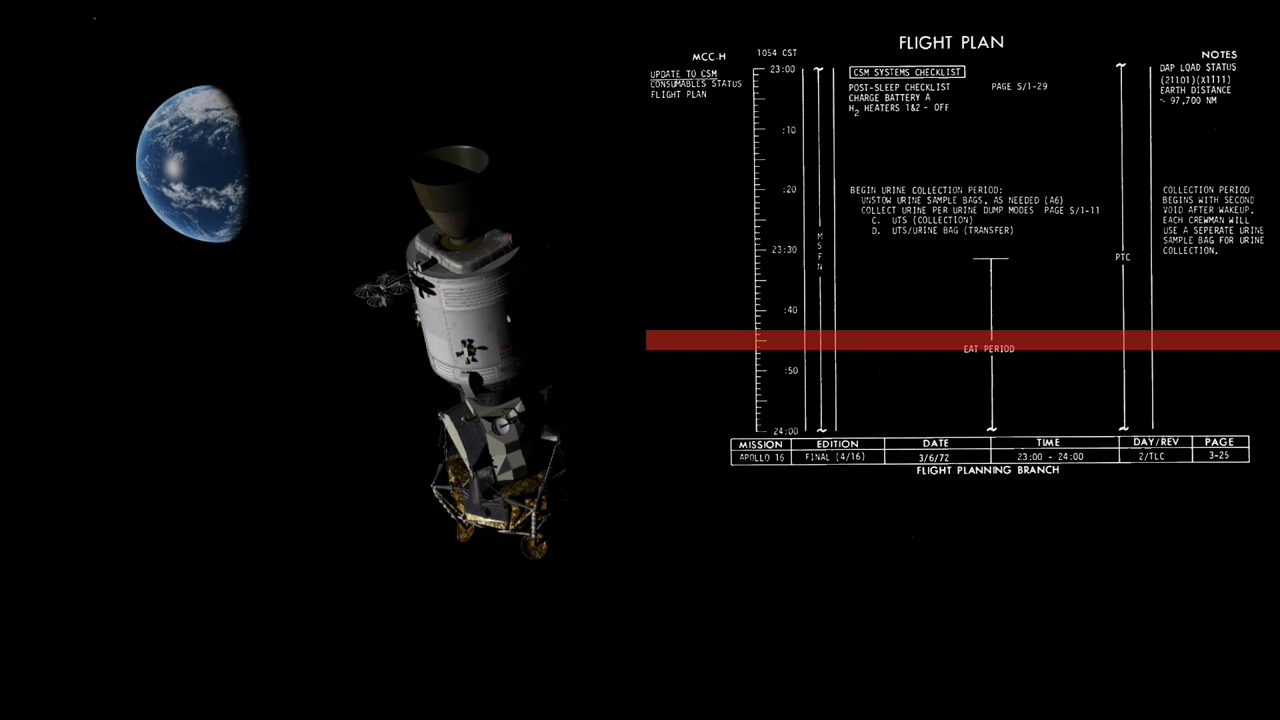 FLIGHT PLAN
MCC-H
1054 CST
NOTES
UPDATE TO CSM
CONSUMABLES STATUS
FLIGHT PLAN
23:00
:10
:20
23:30
:40
:50
24:00
M
S
F
N
CSM SYSTEMS CHECKLIST
POST-SLEEP CHECKLIST PAGE S/1-29
CHARGE BATTERY A
H2 HEATERS 1&2 - OFF
BEGIN URINE COLLECTION PERIOD:
UNSTOW URINE SAMPLE BAGS, AS NEEDED (A6)
COLLECT URINE PER URINE DUMP MODES PAGE S/1-11
C. UTS (COLLECTION)
D. UTS/URINE BAG (TRANSFER)
EAT PERIOD
PTC
DAP LOAD STATUS
(21101)(X1111)
EARTH DISTANCE
~ 97,700 NM
COLLECTION PERIOD
BEGINS WITH SECOND
VOID AFTER WAKEUP.
EACH CREWMAN WILL
USE A SEPERATE URINE
SAMPLE BAG FOR URINE
COLLECTION.
MISSION EDITION DATE TIME DAY/REV PAGE
APOLLO 16 FINAL (4/16) 3/6/72 23:00 - 24:00 2/TLC 3-25
FLIGHT PLANNING BRANCH